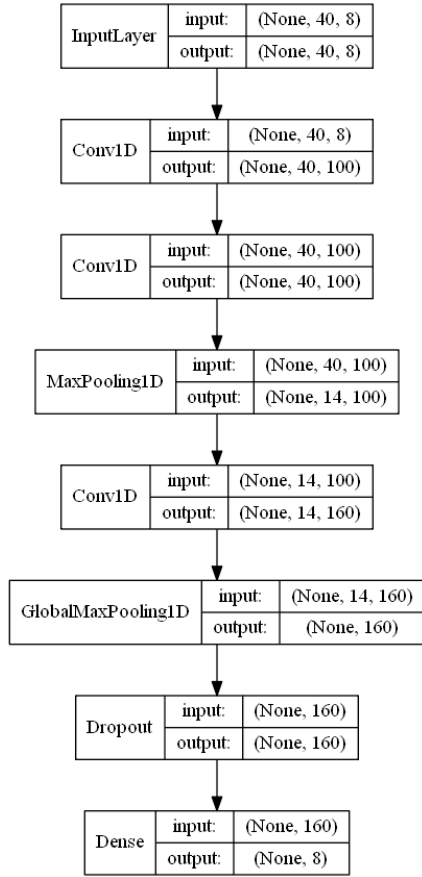 InputLayer
input: (None, 40, 8)
output: (None, 40, 8)
Conv1D
input: (None, 40, 8)
output: (None, 40, 100)
Conv1D
input: (None, 40, 100)
output: (None, 40, 100)
MaxPooling1D
input: (None, 40, 100)
output: (None, 14, 100)
Conv1D
input: (None, 14, 100)
output: (None, 14, 160)
GlobalMaxPooling1D
input: (None, 14, 160)
output: (None, 160)
Dropout
input: (None, 160)
output: (None, 160)
Dense
input: (None, 160)
output: (None, 8)